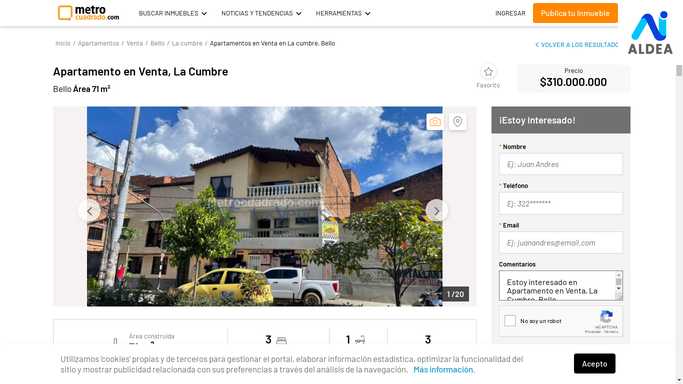 metro
cuadrado.com
BUSCAR INMUEBLES
NOTICIAS Y TENDENCIAS
HERRAMIENTAS
INGRESAR
Publica tu Inmueble
ALDEA
Inicio / Apartamentos / Venta / Bello / La cumbre / Apartamentos en Venta en La cumbre, Bello
< VOLVER A LOS RESULTADO
Apartamento en Venta, La Cumbre
Bello Área 71 m²
Favorito
Precio
$310.000.000
¡Estoy Interesado!
* Nombre
Ej: Juan Andres
* Teléfono
Ej: 322*******
* Email
Ej: juanandres@email.com
Comentarios
Estoy interesado en
Apartamento en Venta, La
Cumbre, Bello
metrocuadrado.com
1 / 20
No soy un robot
reCAPTCHA
Privacidad - Términos
Área construida
3
1
3
Utilizamos 'cookies' propias y de terceros para gestionar el portal, elaborar información estadística, optimizar la funcionalidad del
sitio y mostrar publicidad relacionada con sus preferencias a través del análisis de la navegación. Más información.
Acepto